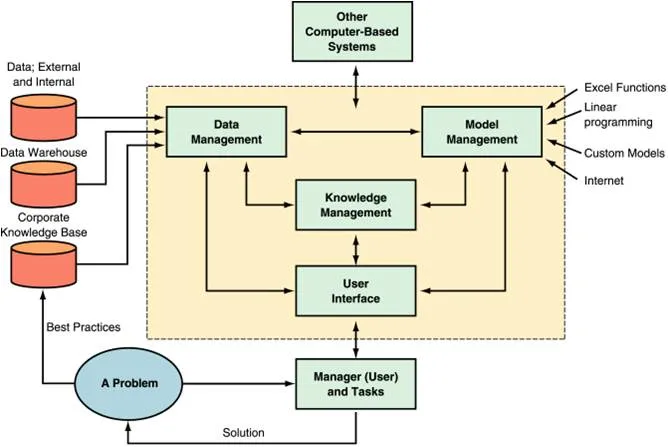 Other
Computer-Based
Systems
Data; External
and Internal
Data
Management
Model
Management
Excel Functions
Linear
programming
Custom Models
Internet
Data Warehouse
Knowledge
Management
Corporate
Knowledge Base
User
Interface
Best Practices
A Problem
Manager (User)
and Tasks
Solution